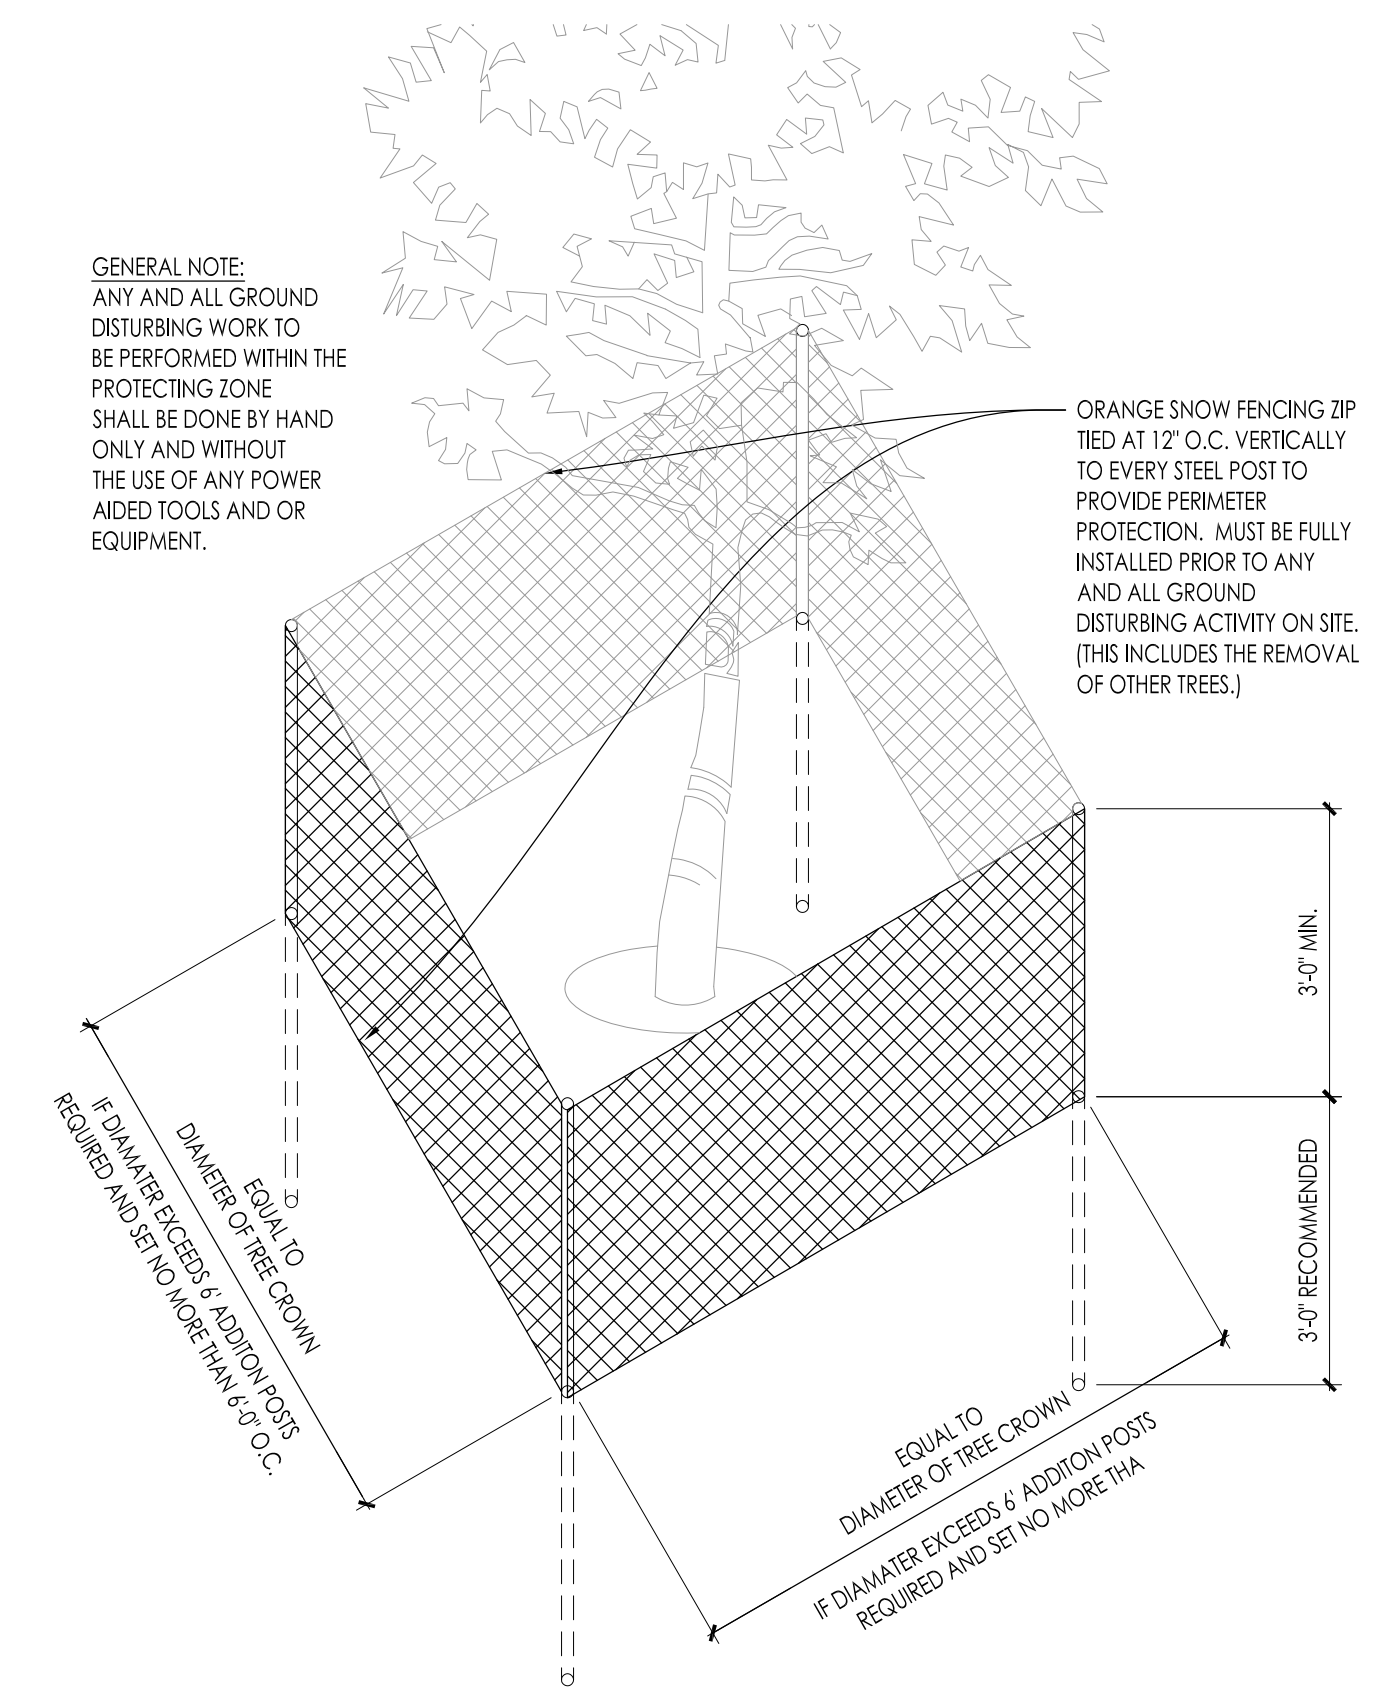 GENERAL NOTE:
ANY AND ALL GROUND
DISTURBING WORK TO
BE PERFORMED WITHIN THE
PROTECTING ZONE
SHALL BE DONE BY HAND
ONLY AND WITHOUT
THE USE OF ANY POWER
AIDED TOOLS AND OR
EQUIPMENT.
ORANGE SNOW FENCING ZIP
TIED AT 12" O.C. VERTICALLY
TO EVERY STEEL POST TO
PROVIDE PERIMETER
PROTECTION. MUST BE FULLY
INSTALLED PRIOR TO ANY
AND ALL GROUND
DISTURBING ACTIVITY ON SITE.
(THIS INCLUDES THE REMOVAL
OF OTHER TREES.)
3'-0" MIN.
3'-0" RECOMMENDED
EQUAL TO
DIAMETER OF TREE CROWN
IF DIAMATER EXCEEDS 6' ADDITON POSTS
REQUIRED AND SET NO MORE THAN 6'-0" O.C.
EQUAL TO
DIAMETER OF TREE CROWN
IF DIAMATER EXCEEDS 6' ADDITON POSTS
REQUIRED AND SET NO MORE THA